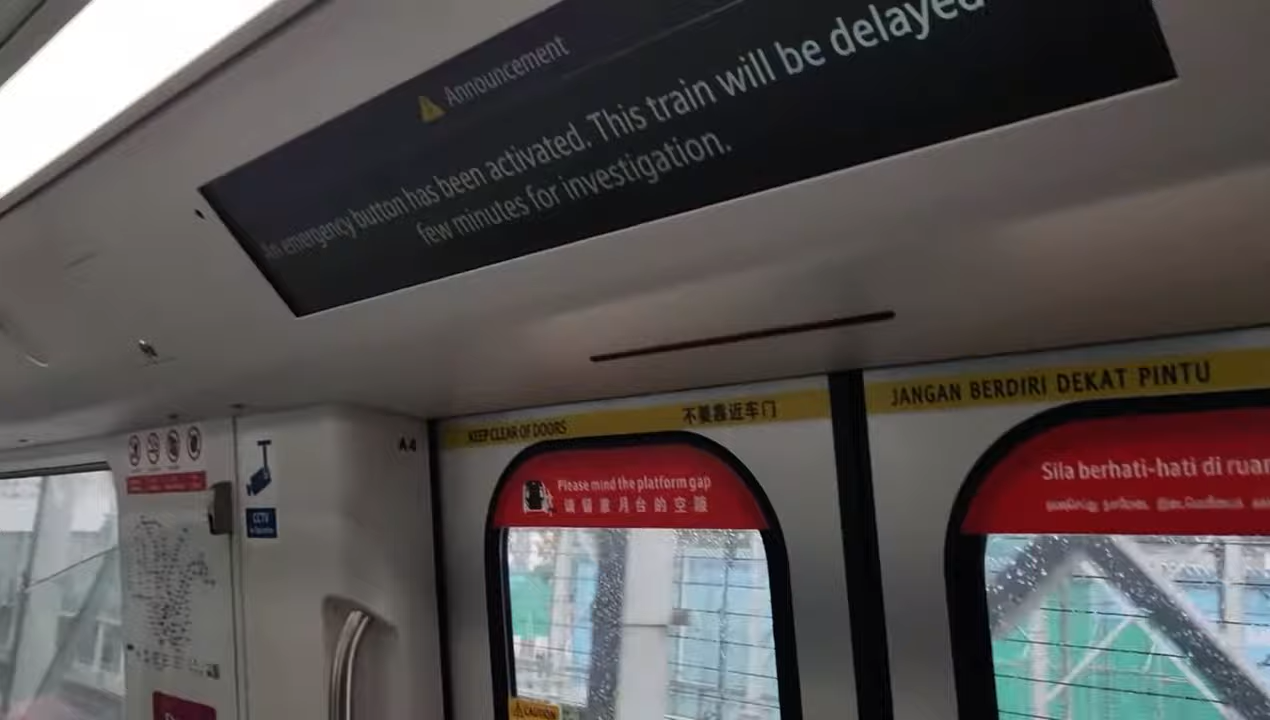 Announcement
An emergency button has been activated. This train will be delayed
few minutes for investigation.
KEEP CLEAR OF DOORS
不要靠近车门
JANGAN BERDIRI DEKAT PINTU
A4
Please mind the platform gap
请留意月台的空隙
Sila berhati-hati di
CCTV
CAUTION